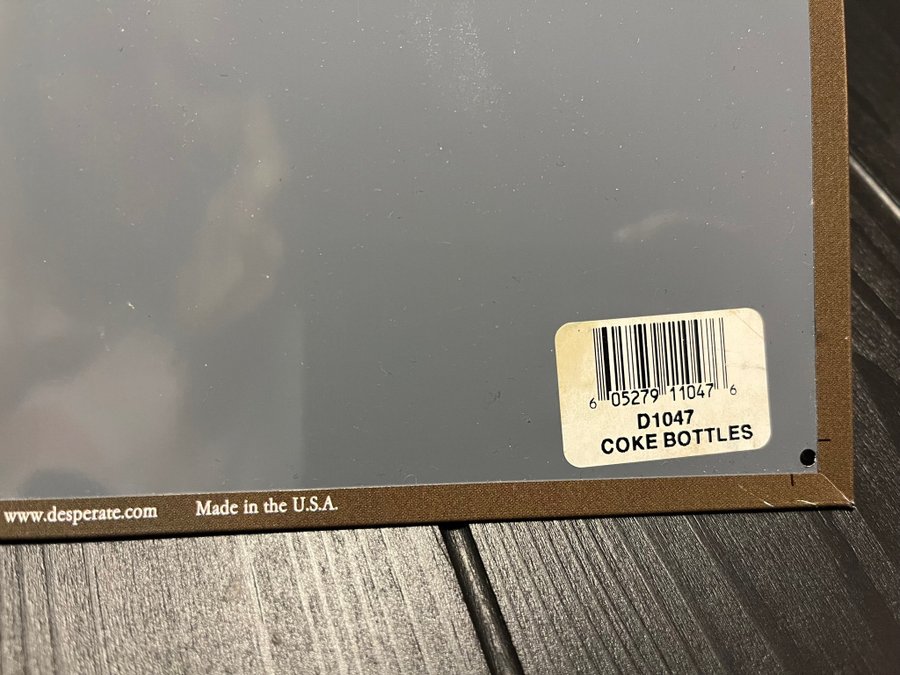 6 05279 11047 6
D1047
COKE BOTTLES
www.desperate.com Made in the U.S.A.